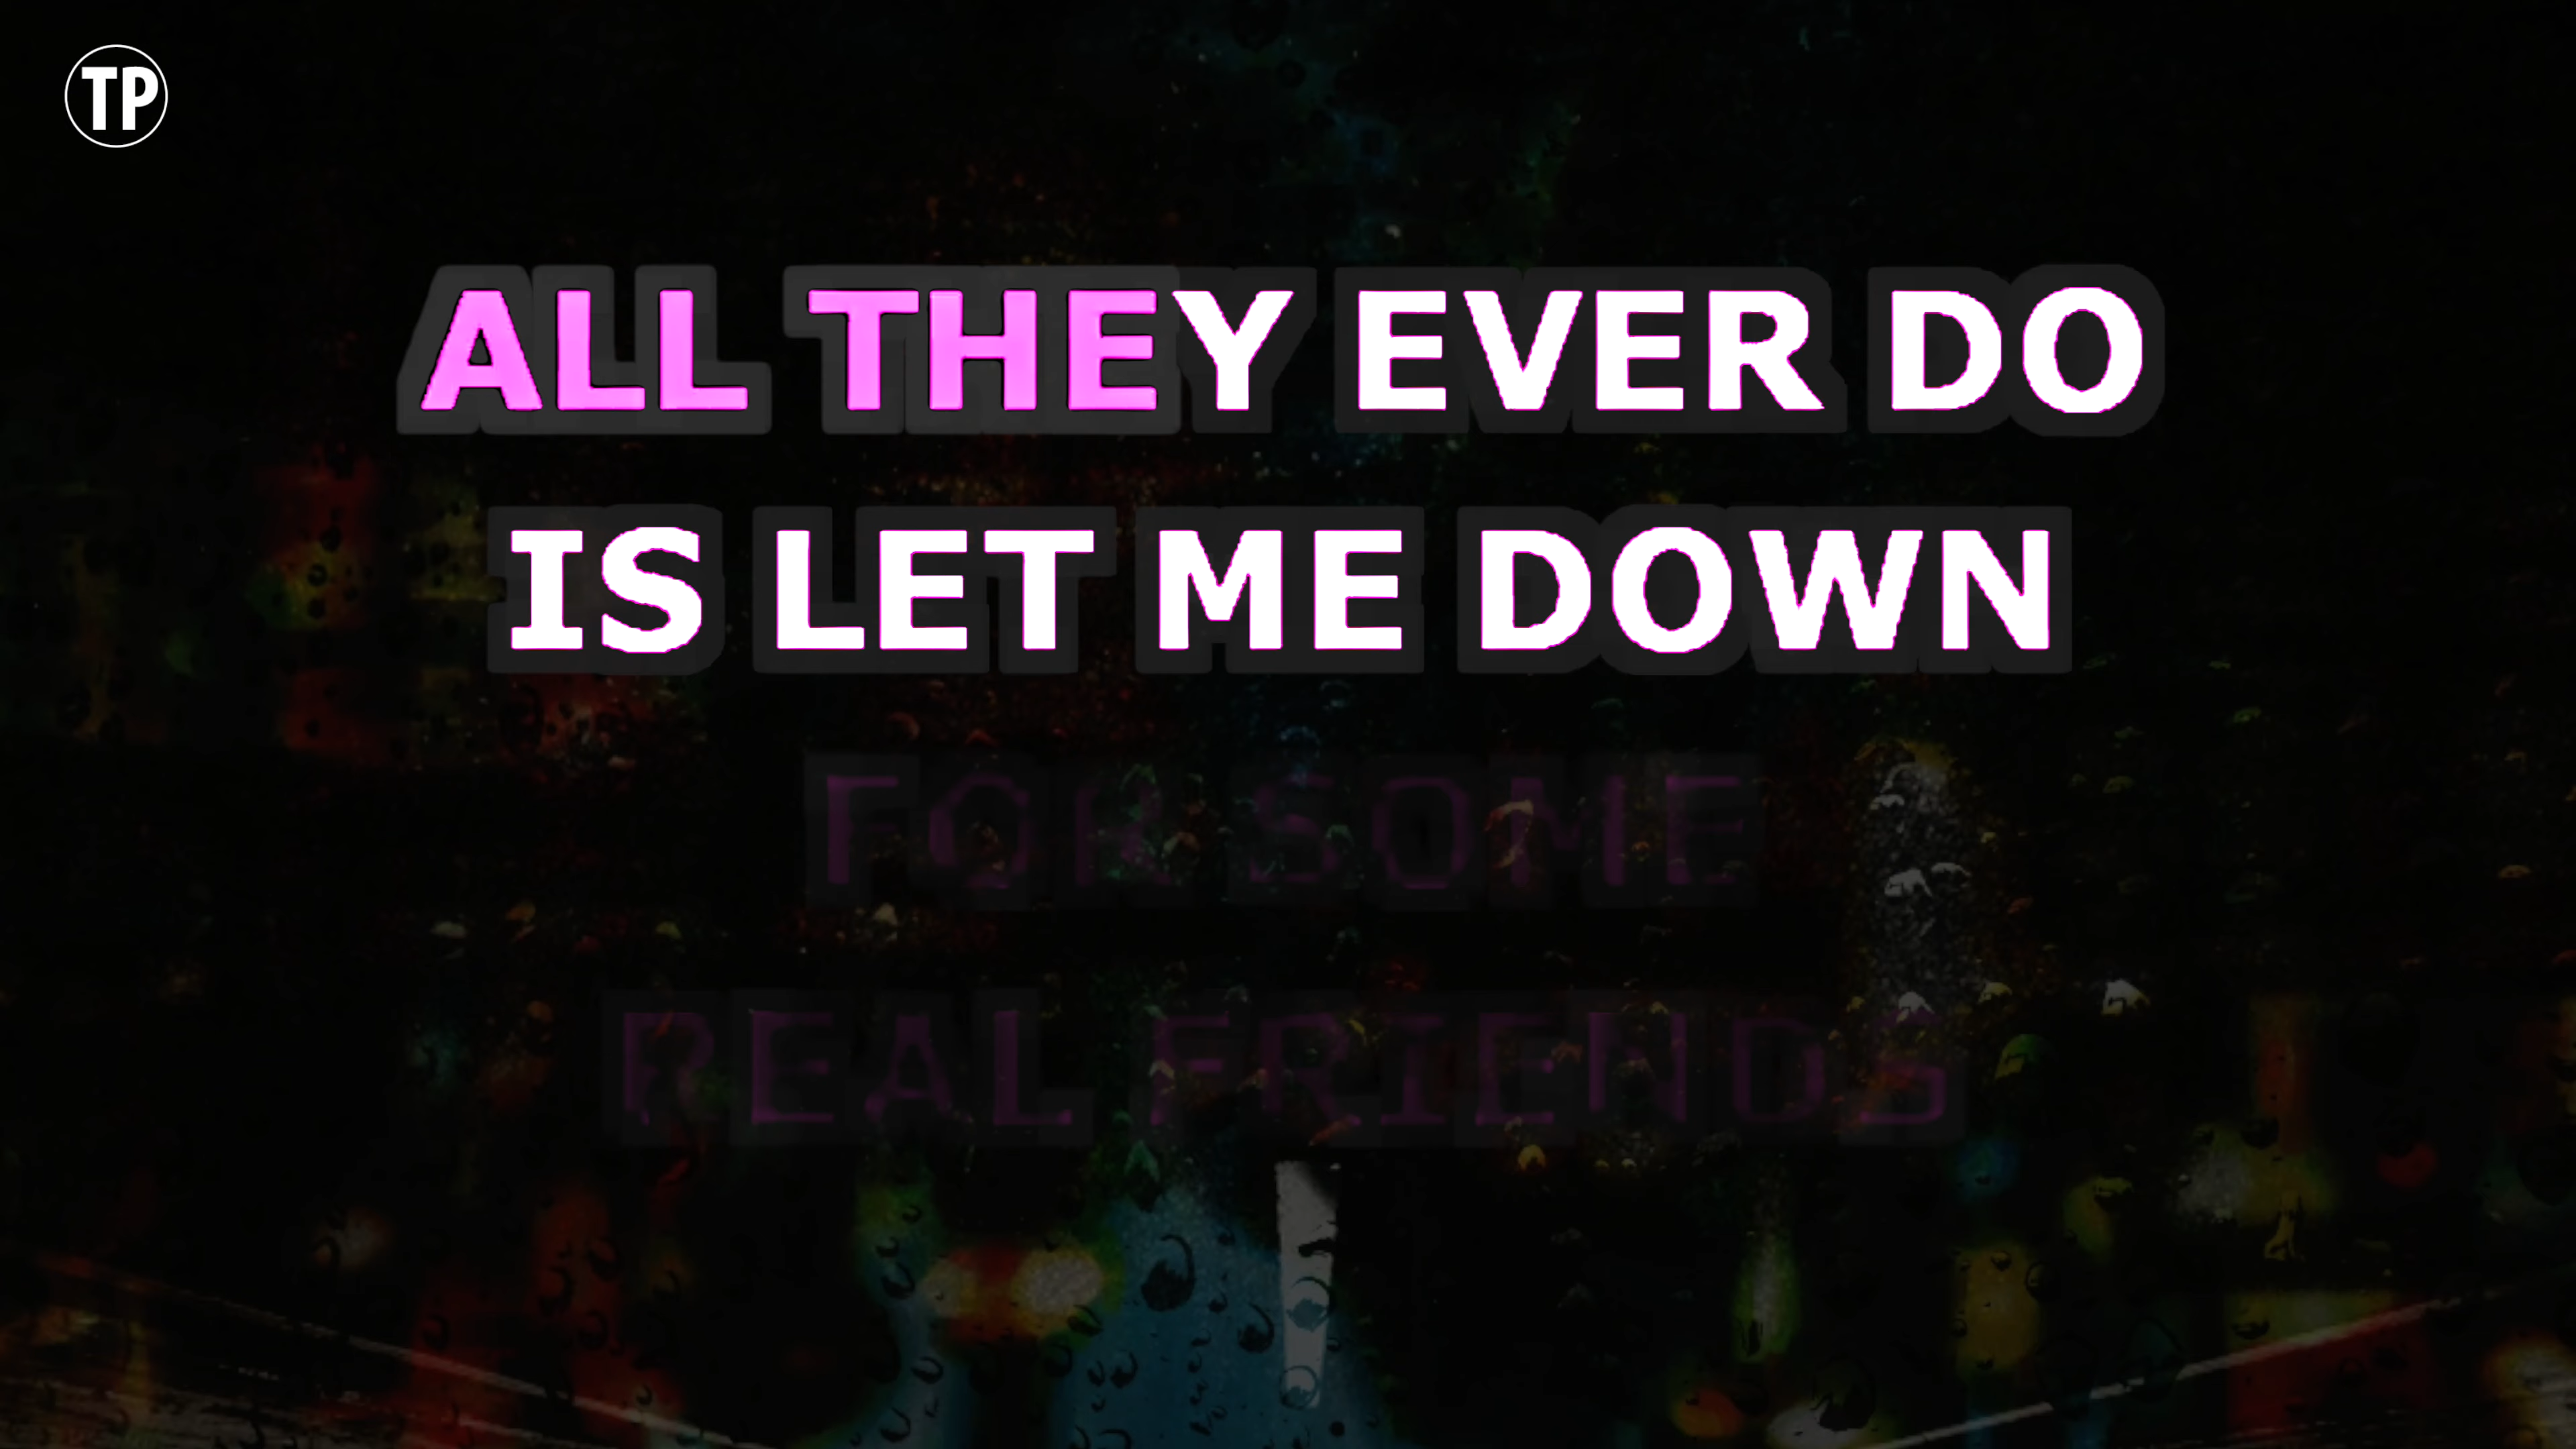 TP
ALL THEY EVER DO
IS LET ME DOWN
FOR SOME
REAL FRIENDS